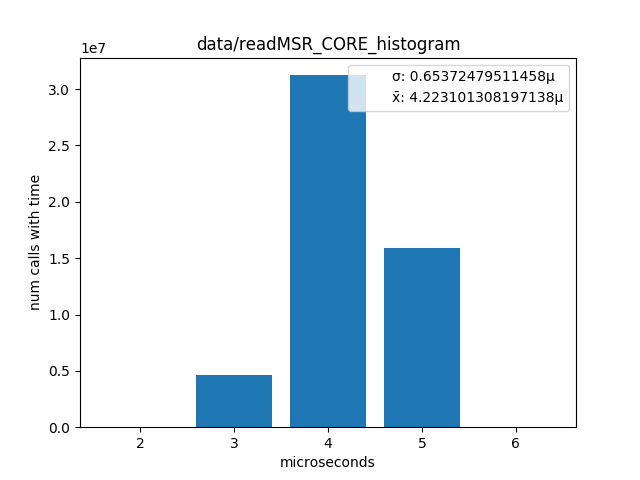 data/readMSR_CORE_histogram
1e7
σ: 0.65372479511458μ
x̄: 4.223101308197138μ
3.0
2.5
2.0
1.5
1.0
0.5
0.0
num calls with time
2 3 4 5 6
microseconds